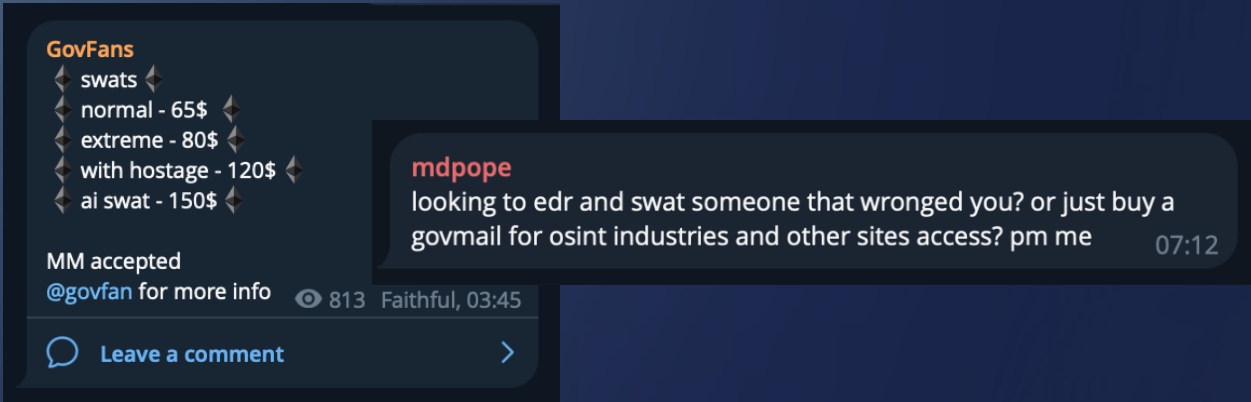 GovFans
swats
normal - 65$
extreme - 80$
with hostage - 120$
ai swat - 150$
MM accepted
@govfan for more info
813 Faithful, 03:45
Leave a comment
mdpope
looking to edr and swat someone that wronged you? or just buy a
govmail for osint industries and other sites access? pm me
07:12